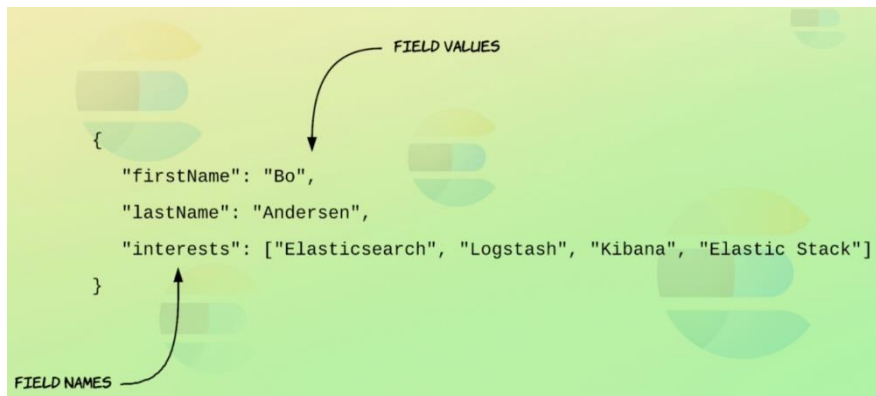 FIELD VALUES
{
"firstName": "Bo",
"lastName": "Andersen",
"interests": ["Elasticsearch", "Logstash", "Kibana", "Elastic Stack"]
}
FIELD NAMES